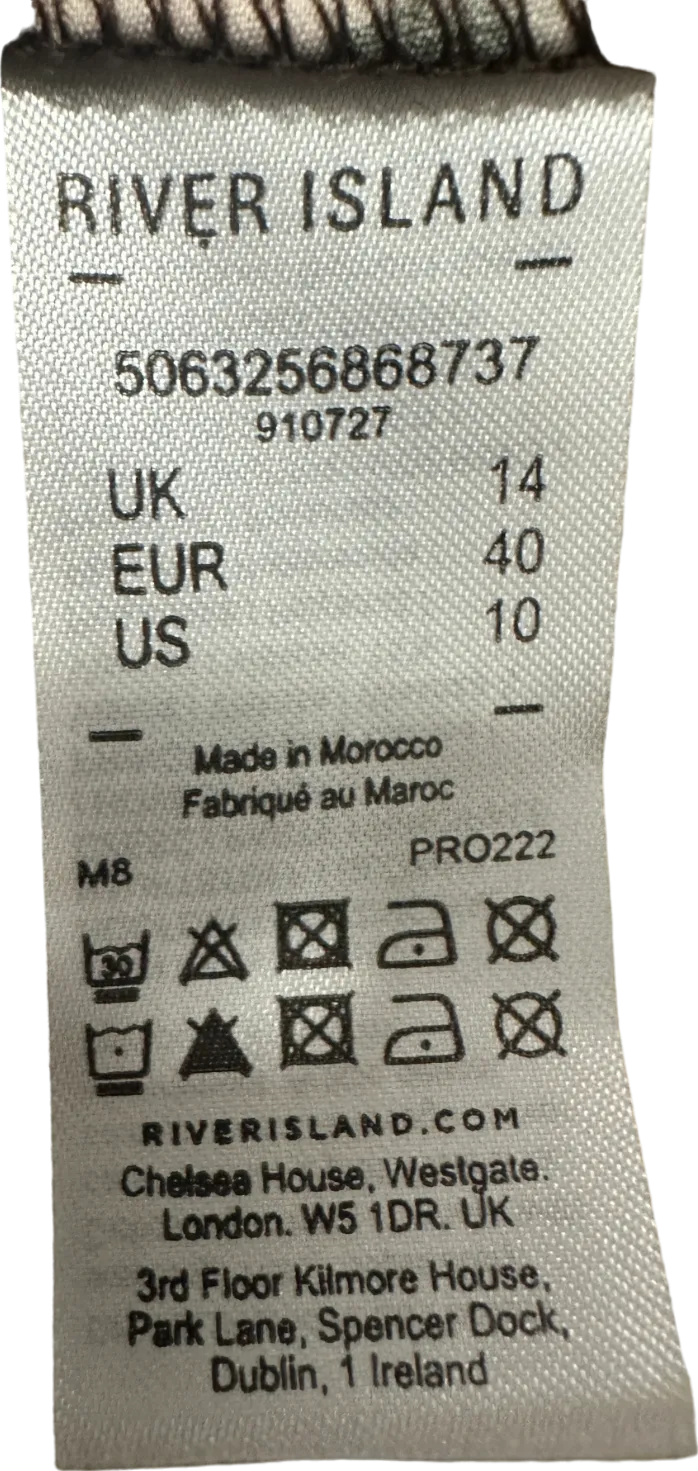 RIVER ISLAND
5063256868737
910727
UK 14
EUR 40
US 10
Made in Morocco
Fabriqué au Maroc
M8 PRO222
30
RIVERISLAND.COM
Chelsea House, Westgate.
London. W5 1DR. UK
3rd Floor Kilmore House,
Park Lane, Spencer Dock,
Dublin, 1 Ireland